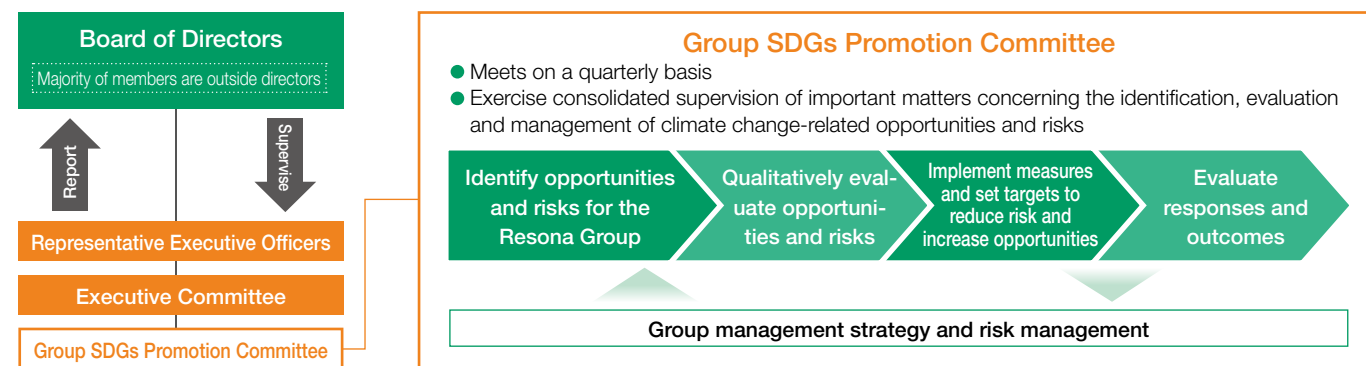 Board of Directors
Majority of members are outside directors
Report
Supervise
Representative Executive Officers
Executive Committee
Group SDGs Promotion Committee
Group SDGs Promotion Committee
Meets on a quarterly basis
Exercise consolidated supervision of important matters concerning the identification, evaluation
and management of climate change-related opportunities and risks
Identify opportunities
and risks for the
Resona Group
Qualitatively eval-
uate opportuni-
ties and risks
Implement measures
and set targets to
reduce risk and
increase opportunities
Evaluate
responses and
outcomes
Group management strategy and risk management